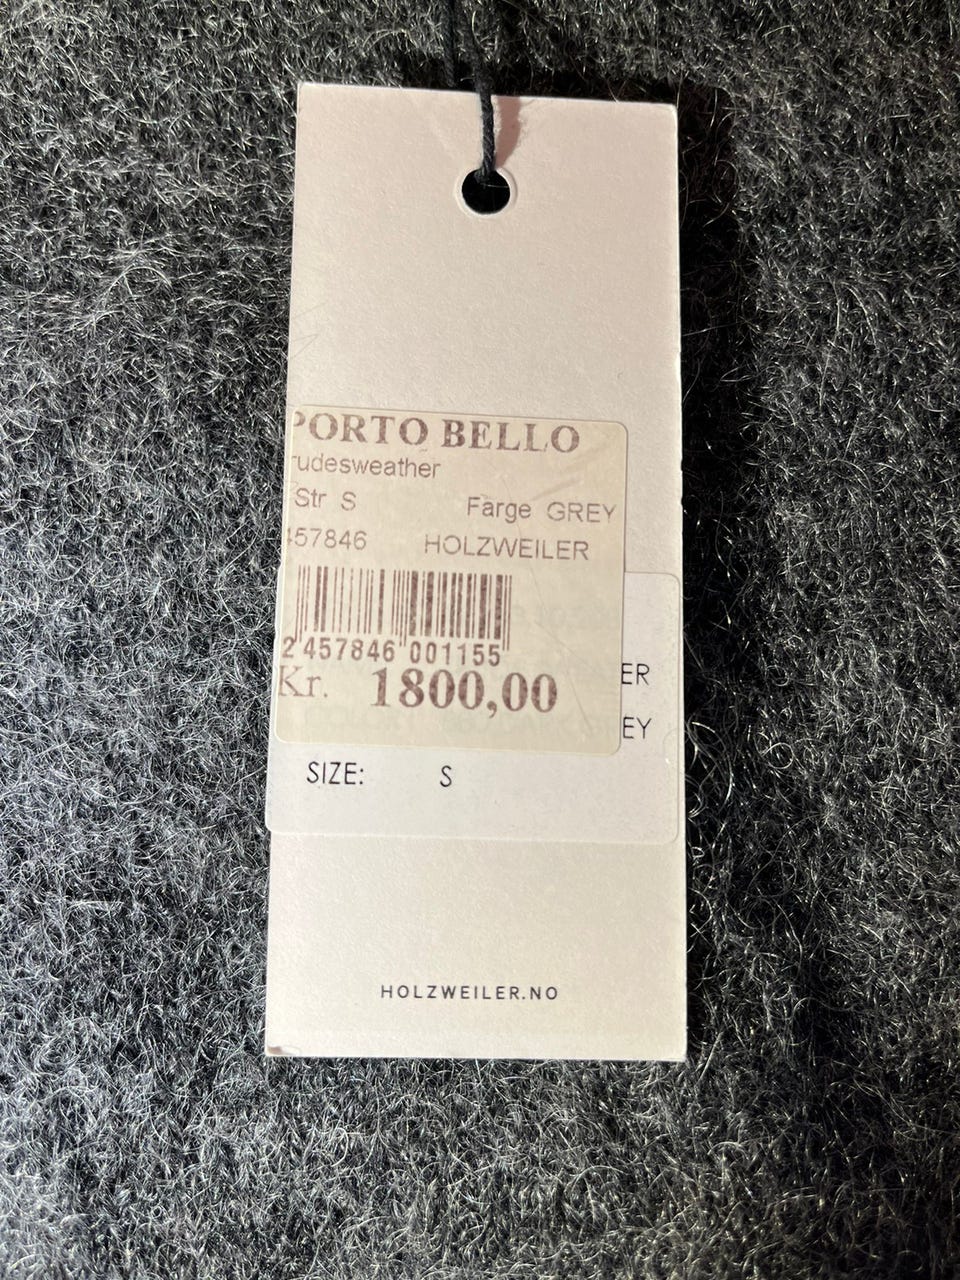 PORTO BELLO
rudesweather
Str S Farge GREY
457846 HOLZWEILER
2 457846 001155
Kr. 1800,00
ER
EY
SIZE: S
HOLZWEILER.NO